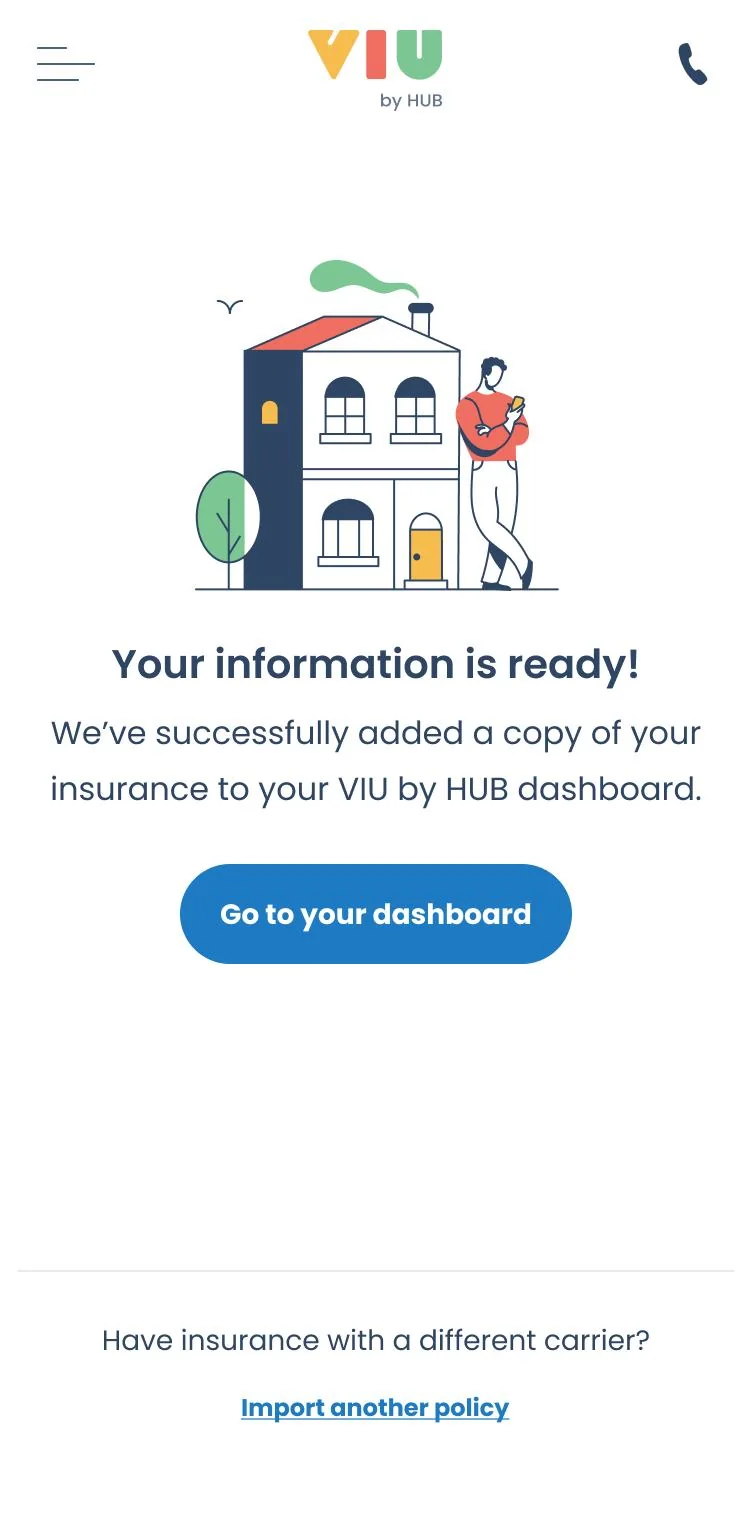 VIU
by HUB
Your information is ready!
We’ve successfully added a copy of your
insurance to your VIU by HUB dashboard.
Go to your dashboard
Have insurance with a different carrier?
Import another policy